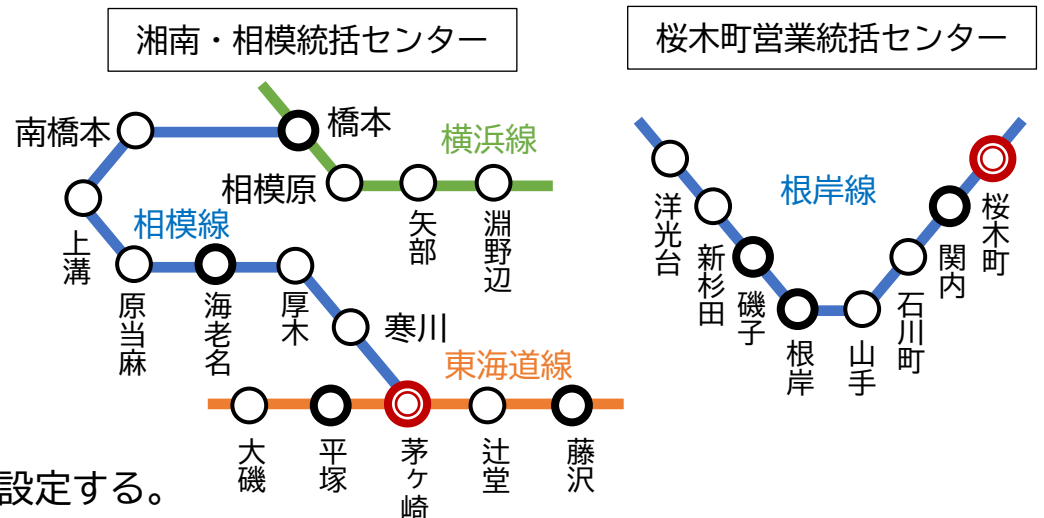 湘南・相模統括センター
桜木町営業統括センター
南橋本
橋本
横浜線
相模原
矢部
淵野辺
上溝
相模線
原当麻
海老名
厚木
寒川
東海道線
大磯
平塚
茅ヶ崎
辻堂
藤沢
根岸線
洋光台
新杉田
磯子
根岸
山手
石川町
関内
桜木町
設定する。